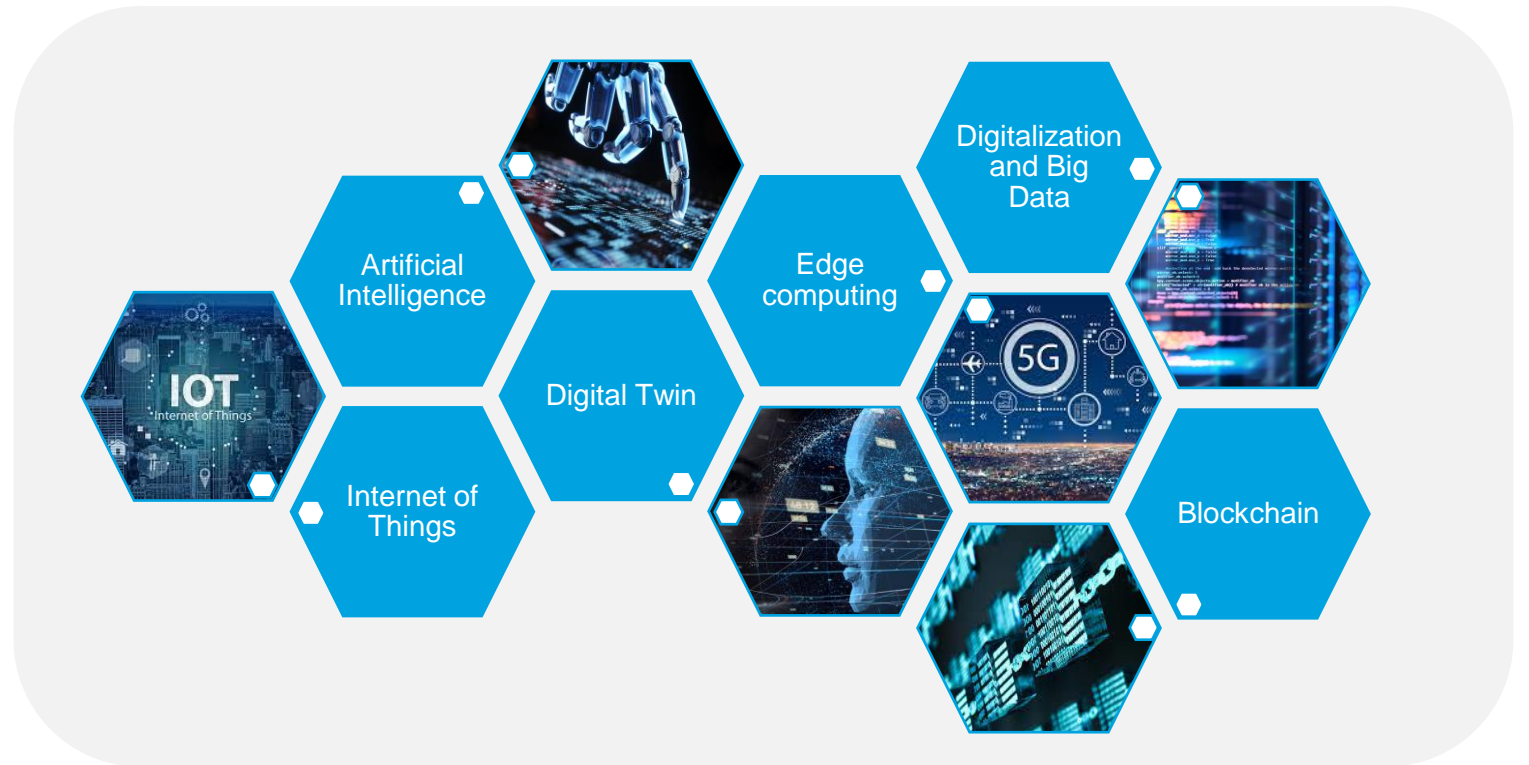 Digitalization
and Big
Data
Artificial
Intelligence
Edge
computing
IOT
Internet of Things
5G
Digital Twin
Internet of
Things
Blockchain